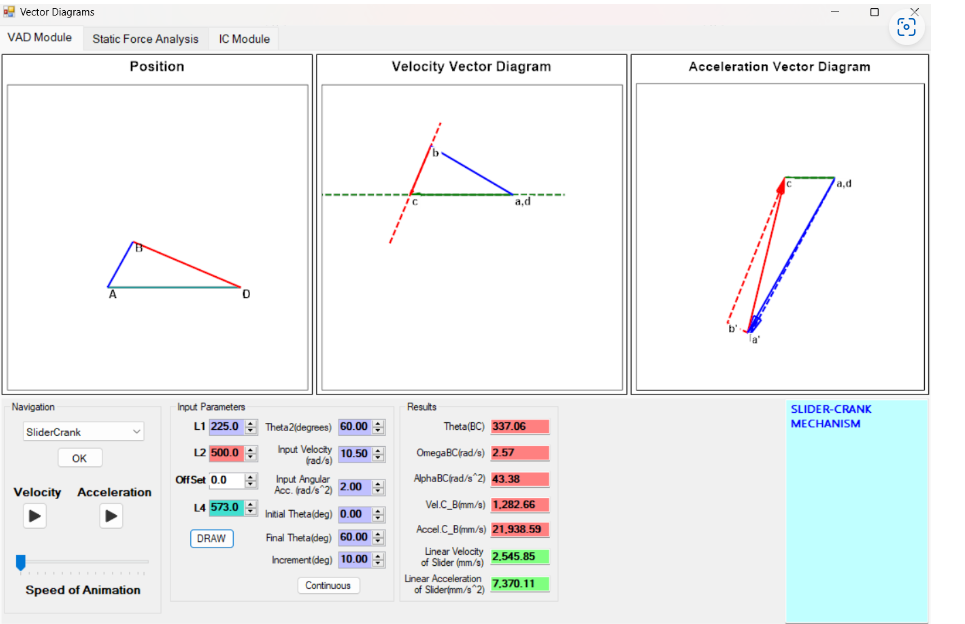 Vector Diagrams
VAD Module
Static Force Analysis
IC Module
Position
Velocity Vector Diagram
Acceleration Vector Diagram
B
A
D
b
c
a,d
c
a,d
b'
a'
Navigation
SliderCrank
OK
Velocity
Acceleration
Speed of Animation
Input Parameters
L1 225.0
L2 500.0
OffSet 0.0
L4 573.0
DRAW
Theta2(degrees) 60.00
Input Velocity
(rad/s)
10.50
Input Angular
Acc. (rad/s^2)
2.00
Initial Theta(deg) 0.00
Final Theta(deg) 60.00
Increment(deg) 10.00
Continuous
Results
Theta(BC) 337.06
OmegaBC(rad/s) 2.57
AlphaBC(rad/s^2) 43.38
Vel.C_B(mm/s) 1,282.66
Accel.C_B(mm/s) 21,938.59
Linear Velocity
of Slider (mm/s)
2,545.85
Linear Acceleration
of Slider(mm/s^2)
7,370.11
SLIDER-CRANK
MECHANISM